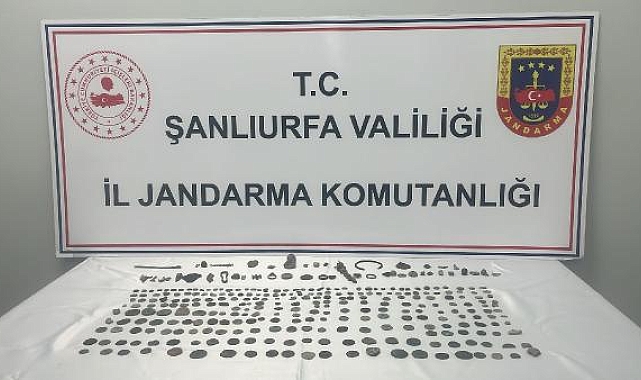 T.C.
ŞANLIURFA VALİLİĞİ
İL JANDARMA KOMUTANLIĞI
JANDARMA